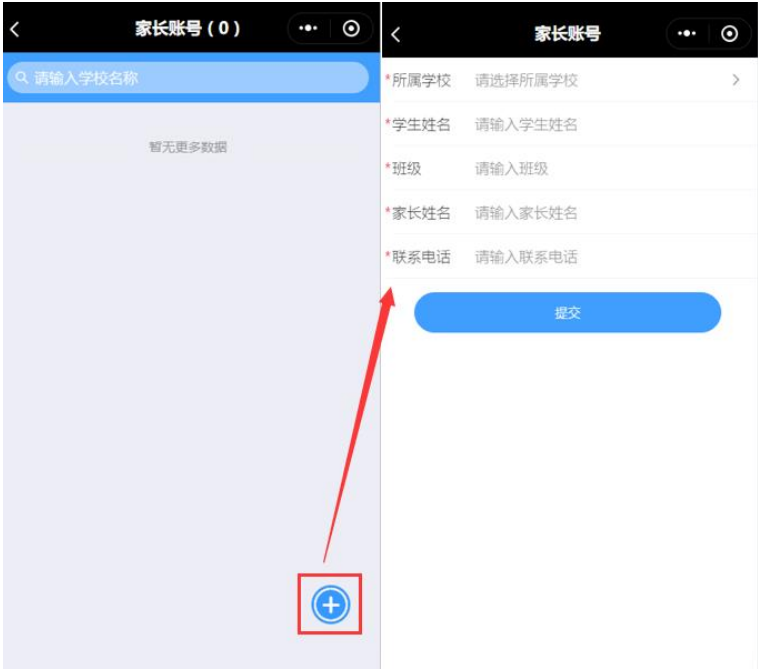 家长账号(0)
请输入学校名称
暂无更多数据
家长账号
*所属学校 请选择所属学校
*学生姓名 请输入学生姓名
*班级 请输入班级
*家长姓名 请输入家长姓名
*联系电话 请输入联系电话
提交